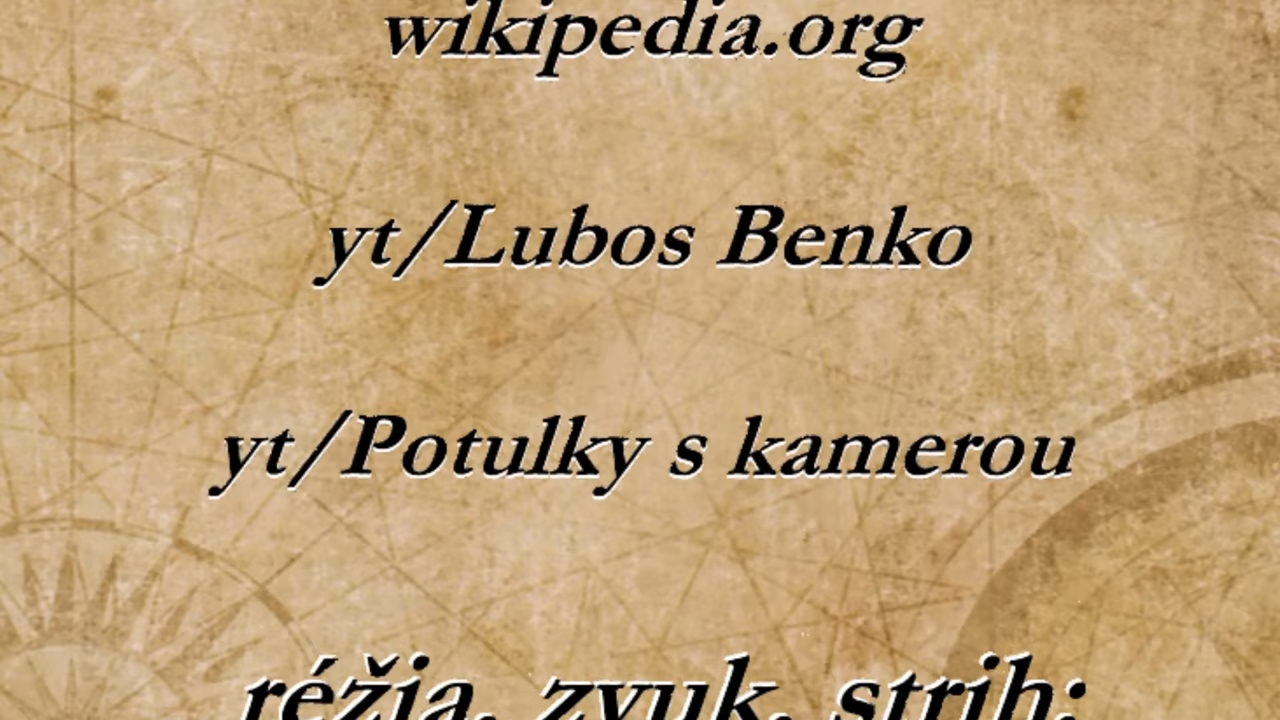 wikipedia.org
yt/Lubos Benko
yt/Potulky s kamerou
réžia, zvuk, strih: